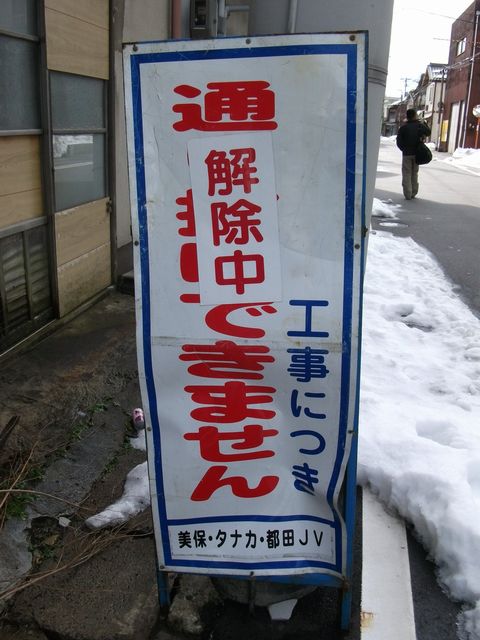 工事につき
通
解除中
できません
美保・タナカ・都田JV